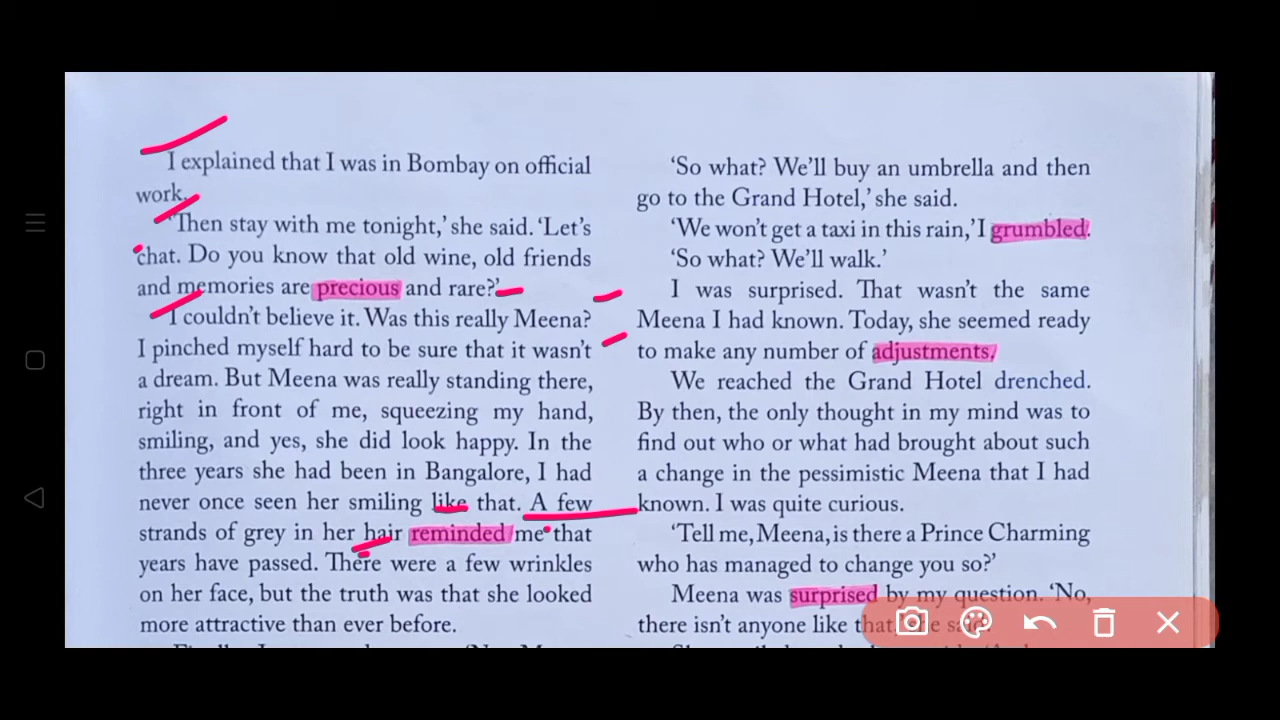 I explained that I was in Bombay on official
work.
'Then stay with me tonight,' she said. 'Let's
chat. Do you know that old wine, old friends
and memories are precious and rare?'
I couldn't believe it. Was this really Meena?
I pinched myself hard to be sure that it wasn't
a dream. But Meena was really standing there,
right in front of me, squeezing my hand,
smiling, and yes, she did look happy. In the
three years she had been in Bangalore, I had
never once seen her smiling like that. A few
strands of grey in her hair reminded me that
years have passed. There were a few wrinkles
on her face, but the truth was that she looked
more attractive than ever before.
'So what? We'll buy an umbrella and then
go to the Grand Hotel,' she said.
'We won't get a taxi in this rain,' I grumbled.
'So what? We'll walk.'
I was surprised. That wasn't the same
Meena I had known. Today, she seemed ready
to make any number of adjustments.
We reached the Grand Hotel drenched.
By then, the only thought in my mind was to
find out who or what had brought about such
a change in the pessimistic Meena that I had
known. I was quite curious.
'Tell me, Meena, is there a Prince Charming
who has managed to change you so?'
Meena was surprised by my question. 'No,
there isn't anyone like that,' she said.